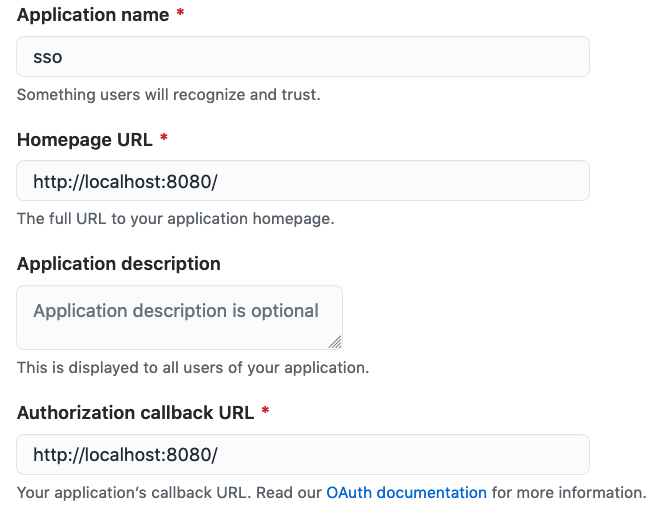 Application name *
sso
Something users will recognize and trust.
Homepage URL *
http://localhost:8080/
The full URL to your application homepage.
Application description
Application description is optional
This is displayed to all users of your application.
Authorization callback URL *
http://localhost:8080/
Your application’s callback URL. Read our OAuth documentation for more information.